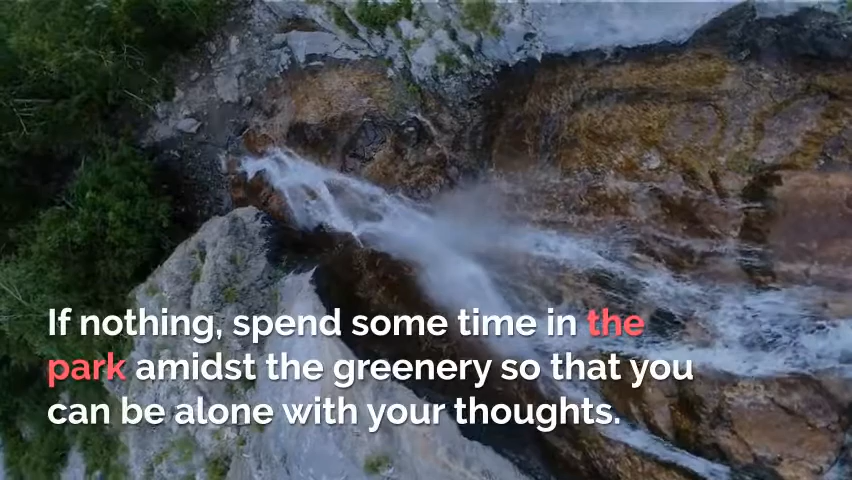 If nothing, spend some time in the
park amidst the greenery so that you
can be alone with your thoughts.